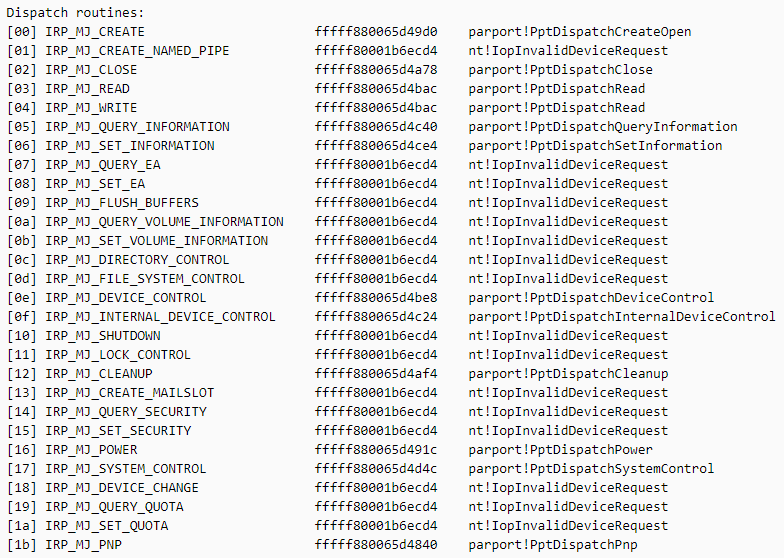 Dispatch routines:
[00] IRP_MJ_CREATE fffff880065d49d0 parport!PptDispatchCreateOpen
[01] IRP_MJ_CREATE_NAMED_PIPE fffff80001b6ecd4 nt!IopInvalidDeviceRequest
[02] IRP_MJ_CLOSE fffff880065d4a78 parport!PptDispatchClose
[03] IRP_MJ_READ fffff880065d4bac parport!PptDispatchRead
[04] IRP_MJ_WRITE fffff880065d4bac parport!PptDispatchRead
[05] IRP_MJ_QUERY_INFORMATION fffff880065d4c40 parport!PptDispatchQueryInformation
[06] IRP_MJ_SET_INFORMATION fffff880065d4ce4 parport!PptDispatchSetInformation
[07] IRP_MJ_QUERY_EA fffff80001b6ecd4 nt!IopInvalidDeviceRequest
[08] IRP_MJ_SET_EA fffff80001b6ecd4 nt!IopInvalidDeviceRequest
[09] IRP_MJ_FLUSH_BUFFERS fffff80001b6ecd4 nt!IopInvalidDeviceRequest
[0a] IRP_MJ_QUERY_VOLUME_INFORMATION fffff80001b6ecd4 nt!IopInvalidDeviceRequest
[0b] IRP_MJ_SET_VOLUME_INFORMATION fffff80001b6ecd4 nt!IopInvalidDeviceRequest
[0c] IRP_MJ_DIRECTORY_CONTROL fffff80001b6ecd4 nt!IopInvalidDeviceRequest
[0d] IRP_MJ_FILE_SYSTEM_CONTROL fffff80001b6ecd4 nt!IopInvalidDeviceRequest
[0e] IRP_MJ_DEVICE_CONTROL fffff880065d4be8 parport!PptDispatchDeviceControl
[0f] IRP_MJ_INTERNAL_DEVICE_CONTROL fffff880065d4c24 parport!PptDispatchInternalDeviceControl
[10] IRP_MJ_SHUTDOWN fffff80001b6ecd4 nt!IopInvalidDeviceRequest
[11] IRP_MJ_LOCK_CONTROL fffff80001b6ecd4 nt!IopInvalidDeviceRequest
[12] IRP_MJ_CLEANUP fffff880065d4af4 parport!PptDispatchCleanup
[13] IRP_MJ_CREATE_MAILSLOT fffff80001b6ecd4 nt!IopInvalidDeviceRequest
[14] IRP_MJ_QUERY_SECURITY fffff80001b6ecd4 nt!IopInvalidDeviceRequest
[15] IRP_MJ_SET_SECURITY fffff80001b6ecd4 nt!IopInvalidDeviceRequest
[16] IRP_MJ_POWER fffff880065d491c parport!PptDispatchPower
[17] IRP_MJ_SYSTEM_CONTROL fffff880065d4d4c parport!PptDispatchSystemControl
[18] IRP_MJ_DEVICE_CHANGE fffff80001b6ecd4 nt!IopInvalidDeviceRequest
[19] IRP_MJ_QUERY_QUOTA fffff80001b6ecd4 nt!IopInvalidDeviceRequest
[1a] IRP_MJ_SET_QUOTA fffff80001b6ecd4 nt!IopInvalidDeviceRequest
[1b] IRP_MJ_PNP fffff880065d4840 parport!PptDispatchPnp